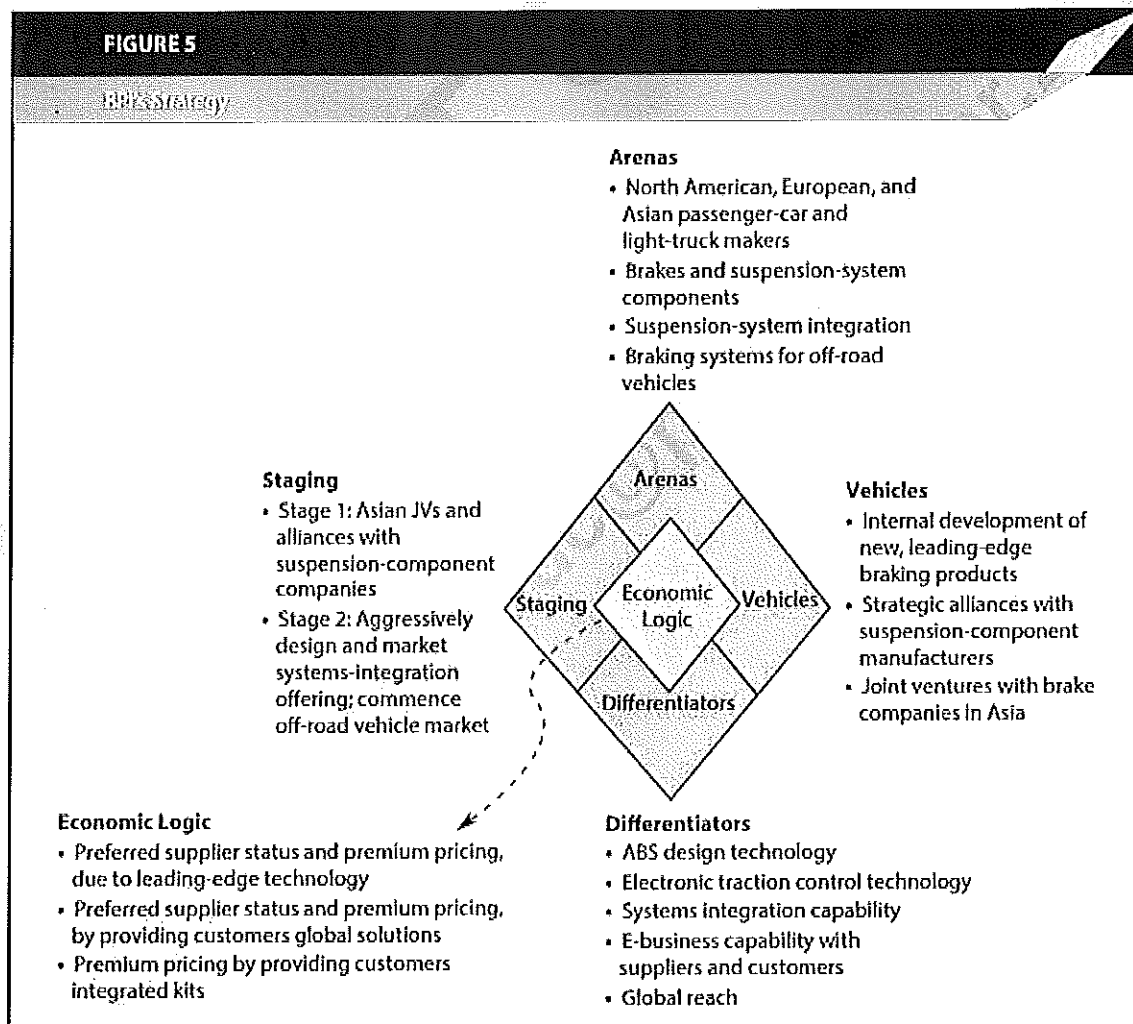 FIGURE 5
BPI's Strategy
Arenas
• North American, European, and
Asian passenger-car and
light-truck makers
• Brakes and suspension-system
components
• Suspension-system integration
• Braking systems for off-road
vehicles
Staging
• Stage 1: Asian JVs and
alliances with
suspension-component
companies
• Stage 2: Aggressively
design and market
systems-integration
offering; commence
off-road vehicle market
Arenas
Staging
Economic
Logic
Vehicles
Differentiators
Vehicles
• Internal development of
new, leading-edge
braking products
• Strategic alliances with
suspension-component
manufacturers
• Joint ventures with brake
companies in Asia
Economic Logic
• Preferred supplier status and premium pricing,
due to leading-edge technology
• Preferred supplier status and premium pricing,
by providing customers global solutions
• Premium pricing by providing customers
integrated kits
Differentiators
• ABS design technology
• Electronic traction control technology
• Systems integration capability
• E-business capability with
suppliers and customers
• Global reach